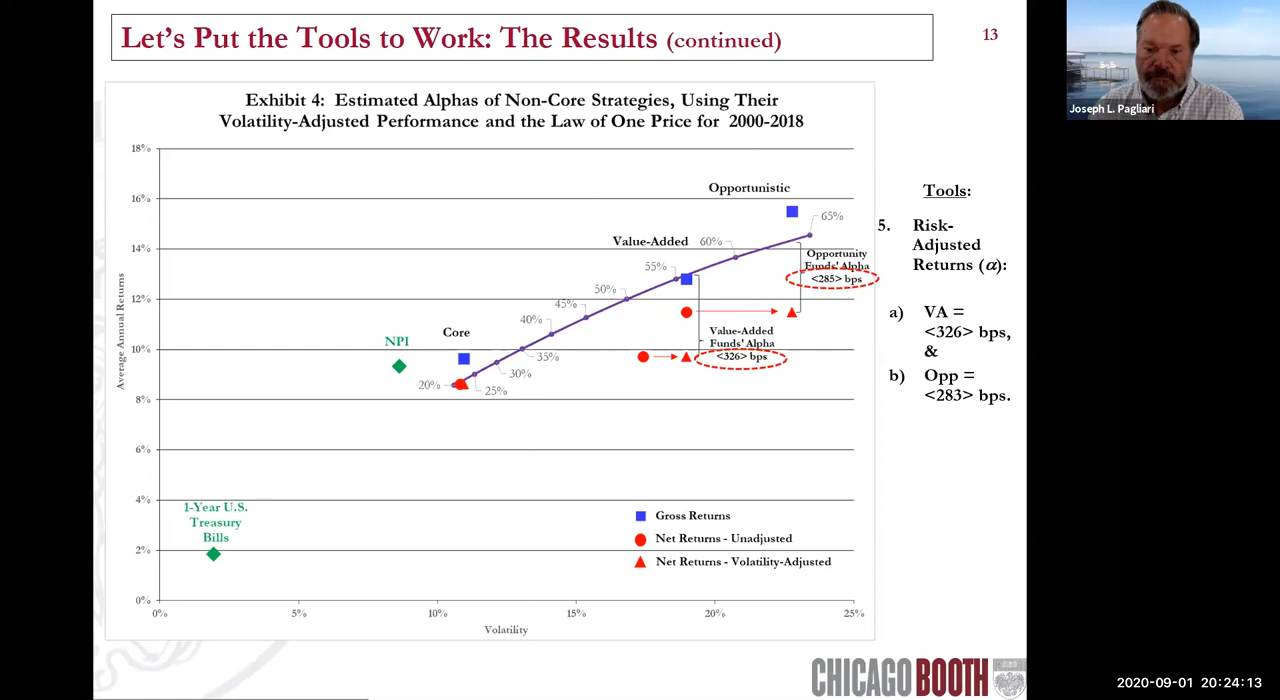 Let's Put the Tools to Work: The Results (continued)
13
Joseph L. Pagliari
Exhibit 4: Estimated Alphas of Non-Core Strategies, Using Their
Volatility-Adjusted Performance and the Law of One Price for 2000-2018
18%
16%
14%
12%
10%
8%
6%
4%
2%
0%
Average Annual Returns
0%
5%
10%
15%
20%
25%
Volatility
Opportunistic
65%
Value-Added
60%
55%
50%
45%
40%
35%
30%
25%
20%
Core
NPI
1-Year U.S.
Treasury
Bills
Opportunity
Funds' Alpha
<285> bps
Value-Added
Funds' Alpha
<326> bps
Gross Returns
Net Returns - Unadjusted
Net Returns - Volatility-Adjusted
Tools:
5. Risk-
Adjusted
Returns (α):
a) VA =
<326> bps,
&
b) Opp =
<283> bps.
CHICAGO BOOTH
2020-09-01 20:24:13